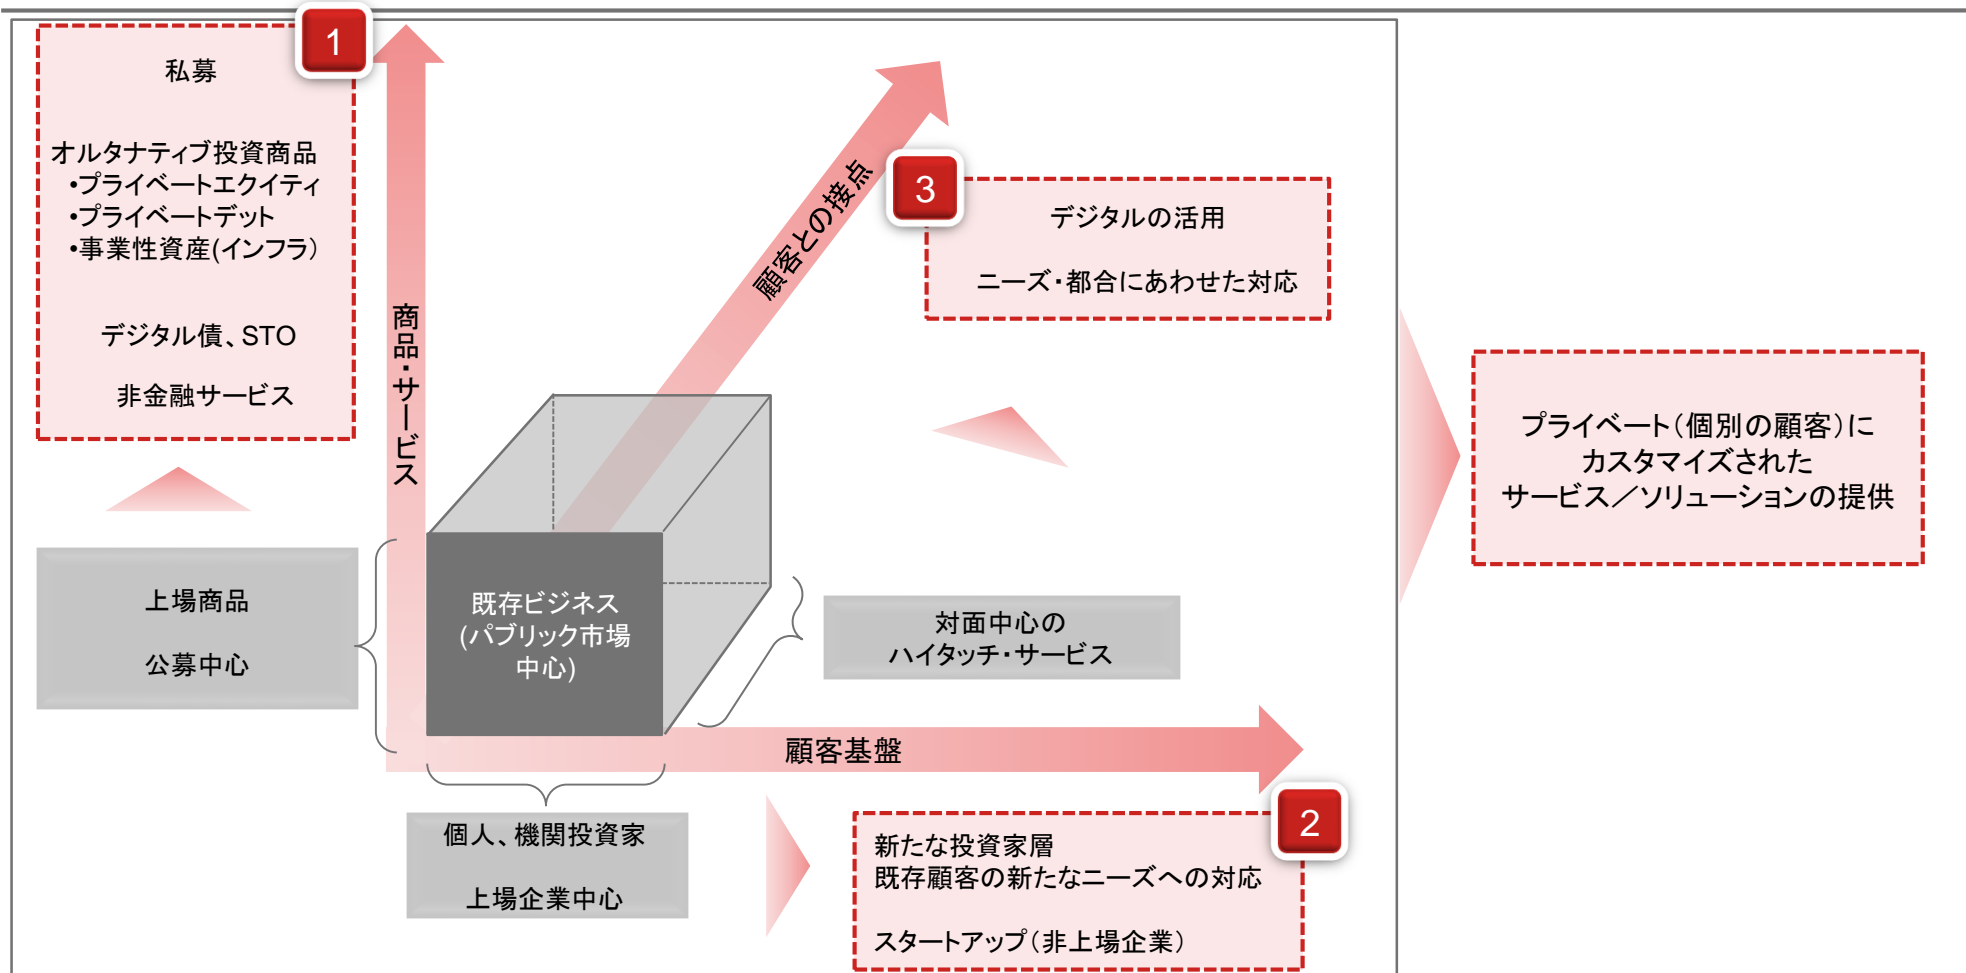 1
私募
オルタナティブ投資商品
•プライベートエクイティ
•プライベートデット
•事業性資産(インフラ)
デジタル債、STO
非金融サービス
上場商品
公募中心
商品・サービス
顧客との接点
3
デジタルの活用
ニーズ・都合にあわせた対応
既存ビジネス
(パブリック市場
中心)
対面中心の
ハイタッチ・サービス
顧客基盤
個人、機関投資家
上場企業中心
2
新たな投資家層
既存顧客の新たなニーズへの対応
スタートアップ(非上場企業)
プライベート(個別の顧客)に
カスタマイズされた
サービス／ソリューションの提供